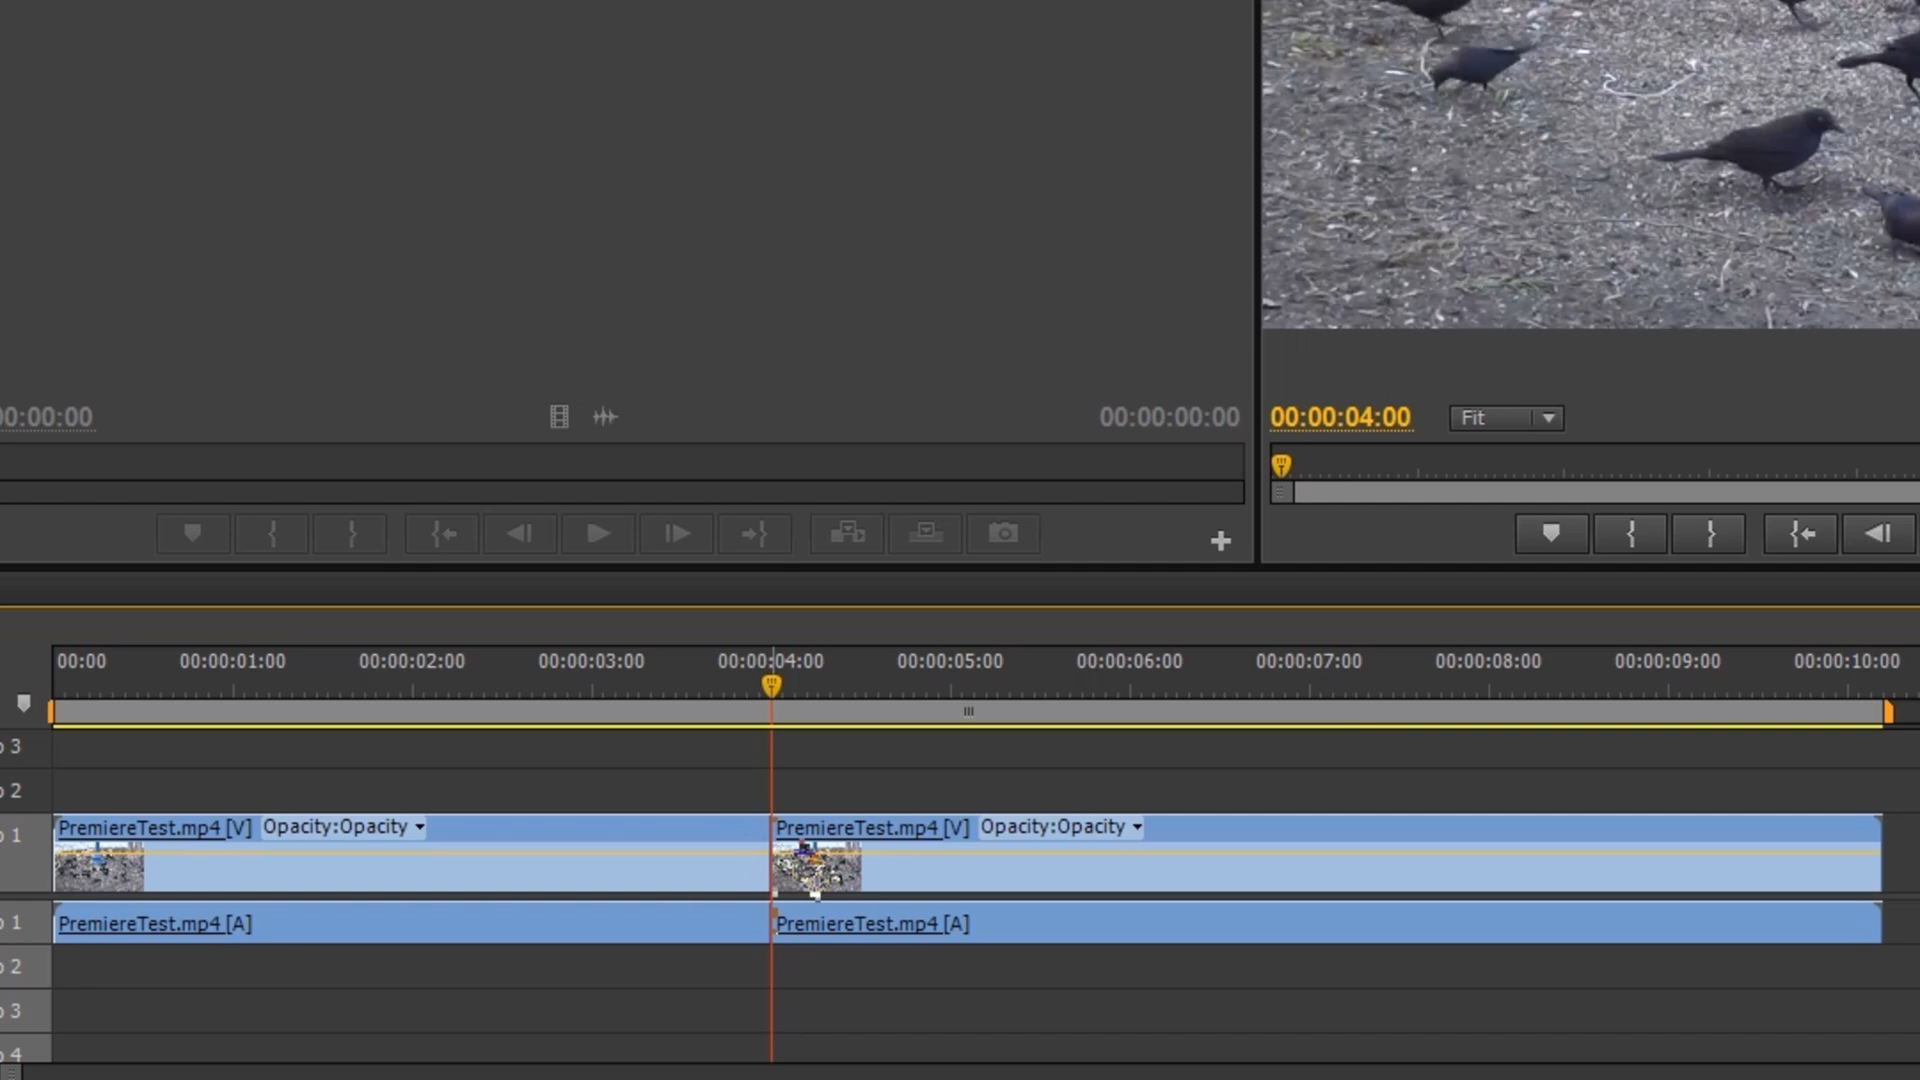 00:00:00
00:00:00:00
00:00:04:00
Fit
00:00
00:00:01:00
00:00:02:00
00:00:03:00
00:00:04:00
00:00:05:00
00:00:06:00
00:00:07:00
00:00:08:00
00:00:09:00
00:00:10:00
o 3
o 2
o 1
PremiereTest.mp4 [V] Opacity:Opacity
PremiereTest.mp4 [V] Opacity:Opacity
o 1
PremiereTest.mp4 [A]
PremiereTest.mp4 [A]
o 2
o 3
o 4